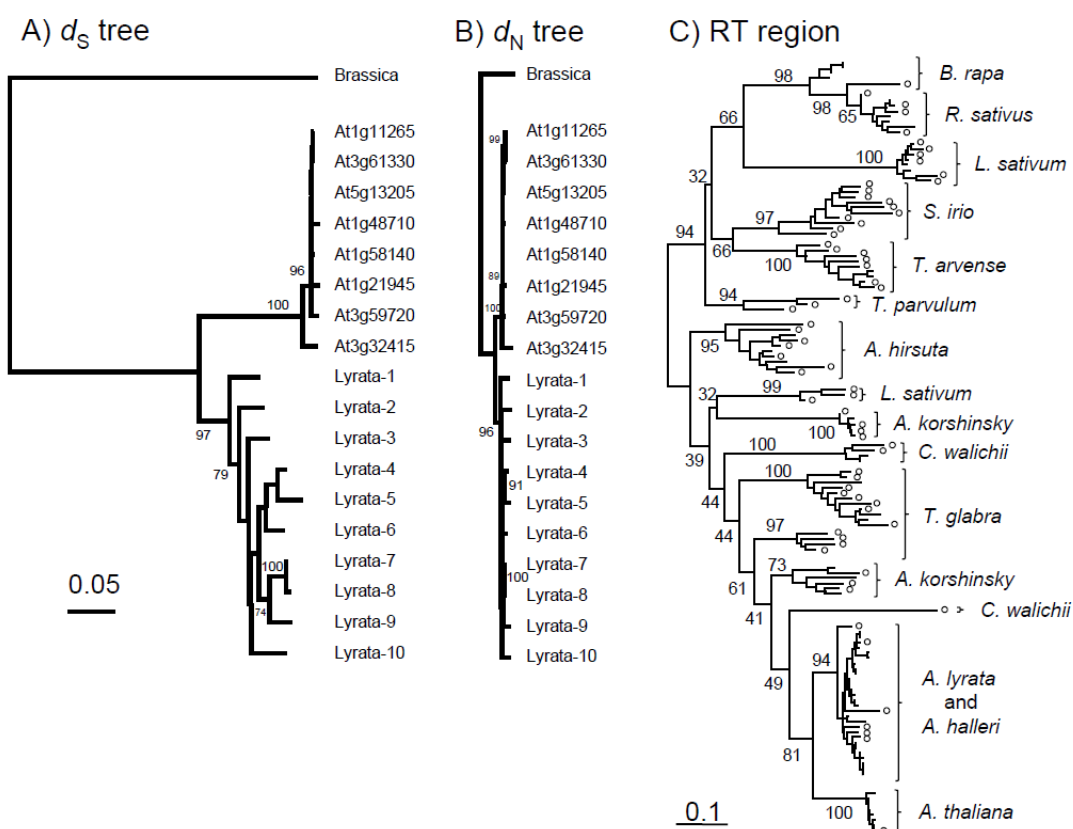 A) dS tree
Brassica
At1g11265
At3g61330
At5g13205
At1g48710
At1g58140
96
At1g21945
100
At3g59720
At3g32415
Lyrata-1
Lyrata-2
97
Lyrata-3
79
Lyrata-4
Lyrata-5
Lyrata-6
100
Lyrata-7
Lyrata-8
74
Lyrata-9
Lyrata-10
0.05
B) dN tree
Brassica
99
At1g11265
At3g61330
At5g13205
At1g48710
At1g58140
89
At1g21945
100
At3g59720
At3g32415
Lyrata-1
Lyrata-2
96
Lyrata-3
Lyrata-4
91
Lyrata-5
Lyrata-6
Lyrata-7
100
Lyrata-8
Lyrata-9
Lyrata-10
C) RT region
98
B. rapa
98
65
R. sativus
66
100
L. sativum
32
97
S. irio
94
66
100
T. arvense
94
T. parvulum
95
A. hirsuta
32
99
L. sativum
100
A. korshinsky
39
100
C. walichii
100
44
T. glabra
44
97
73
A. korshinsky
61
41
C. walichii
94
49
A. lyrata
and
A. halleri
81
100
A. thaliana
0.1